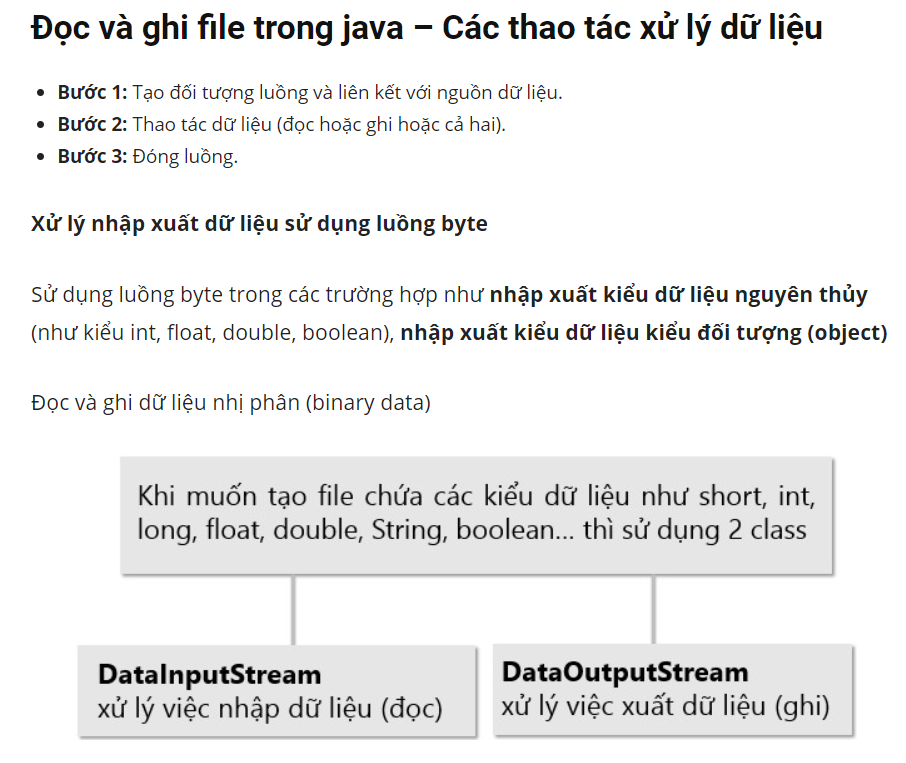 Đọc và ghi file trong java – Các thao tác xử lý dữ liệu
Bước 1: Tạo đối tượng luồng và liên kết với nguồn dữ liệu.
Bước 2: Thao tác dữ liệu (đọc hoặc ghi hoặc cả hai).
Bước 3: Đóng luồng.
Xử lý nhập xuất dữ liệu sử dụng luồng byte
Sử dụng luồng byte trong các trường hợp như nhập xuất kiểu dữ liệu nguyên thủy
(như kiểu int, float, double, boolean), nhập xuất kiểu dữ liệu kiểu đối tượng (object)
Đọc và ghi dữ liệu nhị phân (binary data)
Khi muốn tạo file chứa các kiểu dữ liệu như short, int,
long, float, double, String, boolean... thì sử dụng 2 class
DataInputStream
xử lý việc nhập dữ liệu (đọc)
DataOutputStream
xử lý việc xuất dữ liệu (ghi)